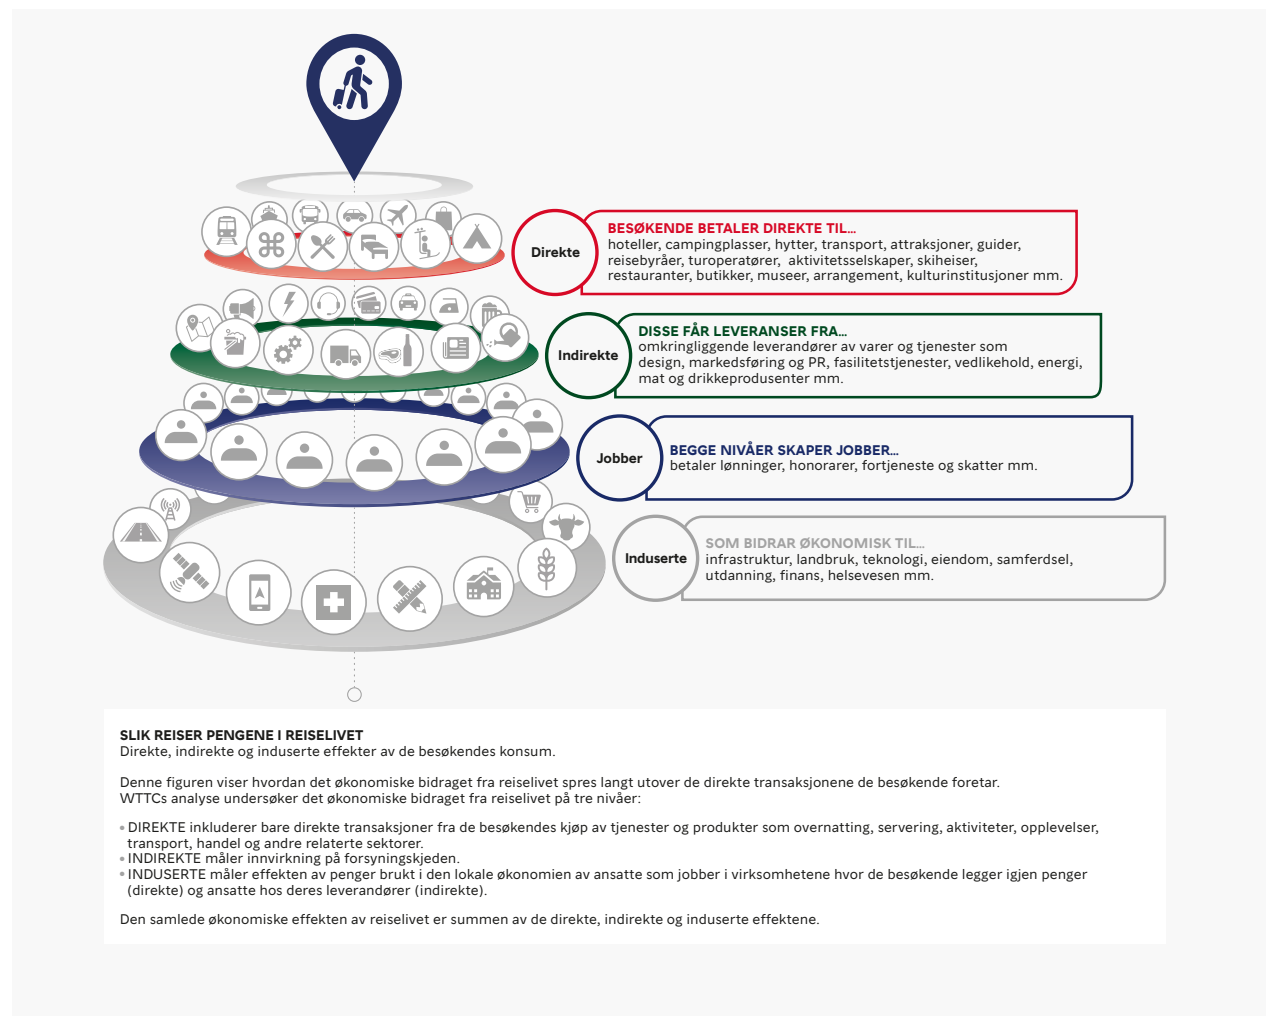 Direkte
BESØKENDE BETALER DIREKTE TIL...
hoteller, campingplasser, hytter, transport, attraksjoner, guider,
reisebyråer, turoperatører, aktivitetsselskaper, skiheiser,
restauranter, butikker, museer, arrangement, kulturinstitusjoner mm.
Indirekte
DISSE FÅR LEVERANSER FRA...
omkringliggende leverandører av varer og tjenester som
design, markedsføring og PR, fasilitetstjenester, vedlikehold, energi,
mat og drikkeprodusenter mm.
Jobber
BEGGE NIVÅER SKAPER JOBBER...
betaler lønninger, honorarer, fortjeneste og skatter mm.
Induserte
SOM BIDRAR ØKONOMISK TIL...
infrastruktur, landbruk, teknologi, eiendom, samferdsel,
utdanning, finans, helsevesen mm.
SLIK REISER PENGENE I REISELIVET
Direkte, indirekte og induserte effekter av de besøkendes konsum.
Denne figuren viser hvordan det økonomiske bidraget fra reiselivet spres langt utover de direkte transaksjonene de besøkende foretar.
WTTCs analyse undersøker det økonomiske bidraget fra reiselivet på tre nivåer:
• DIREKTE inkluderer bare direkte transaksjoner fra de besøkendes kjøp av tjenester og produkter som overnatting, servering, aktiviteter, opplevelser,
transport, handel og andre relaterte sektorer.
• INDIREKTE måler innvirkning på forsyningskjeden.
• INDUSERTE måler effekten av penger brukt i den lokale økonomien av ansatte som jobber i virksomhetene hvor de besøkende legger igjen penger
(direkte) og ansatte hos deres leverandører (indirekte).
Den samlede økonomiske effekten av reiselivet er summen av de direkte, indirekte og induserte effektene.